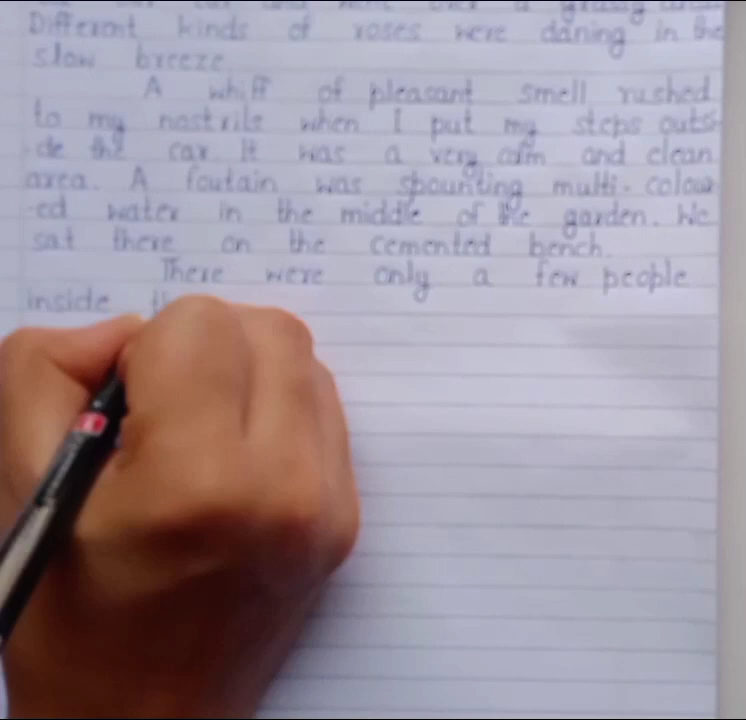 a grassy
Different kinds of roses were daning in the
slow breeze
A whiff of pleasant smell rushed
to my nostrils when I put my steps outsi
-de the car It was a very calm and clean
area. A foutain was spounting multi-colour
-ed water in the middle of the garden. We
sat there on the cemented bench.
There were only a few people
inside